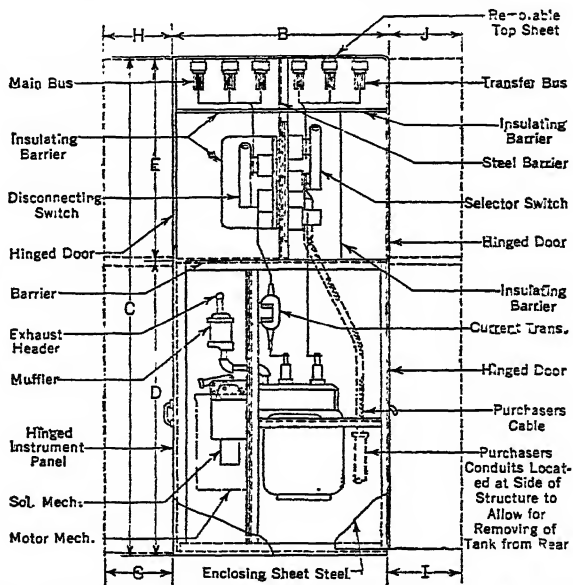 H
B
J
Removable
Top Sheet
Main Bus
Transfer Bus
Insulating
Barrier
Insulating
Barrier
Steel Barrier
E
Disconnecting
Switch
Selector Switch
Hinged Door
Hinged Door
Barrier
Insulating
Barrier
C
Exhaust
Header
Current Trans.
Muffler
Hinged Door
D
Hinged
Instrument
Panel
Purchasers
Cable
Sol. Mech.
Purchasers
Conduits Locat-
ed at Side of
Structure to
Allow for
Removing of
Tank from Rear
Motor Mech.
G
Enclosing Sheet Steel
I